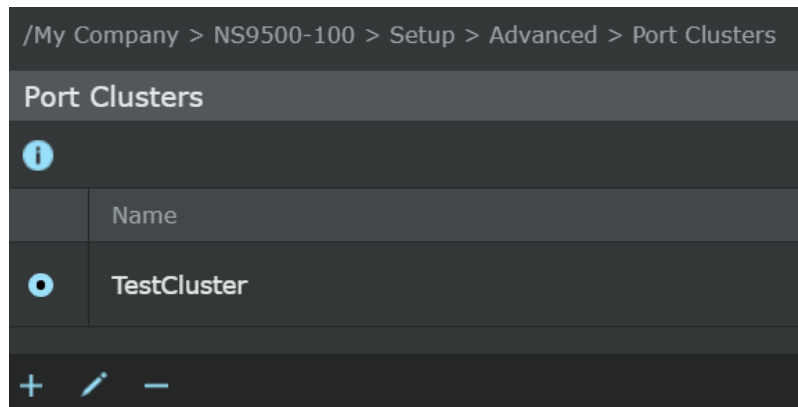 /My Company > NS9500-100 > Setup > Advanced > Port Clusters
Port Clusters
Name
TestCluster